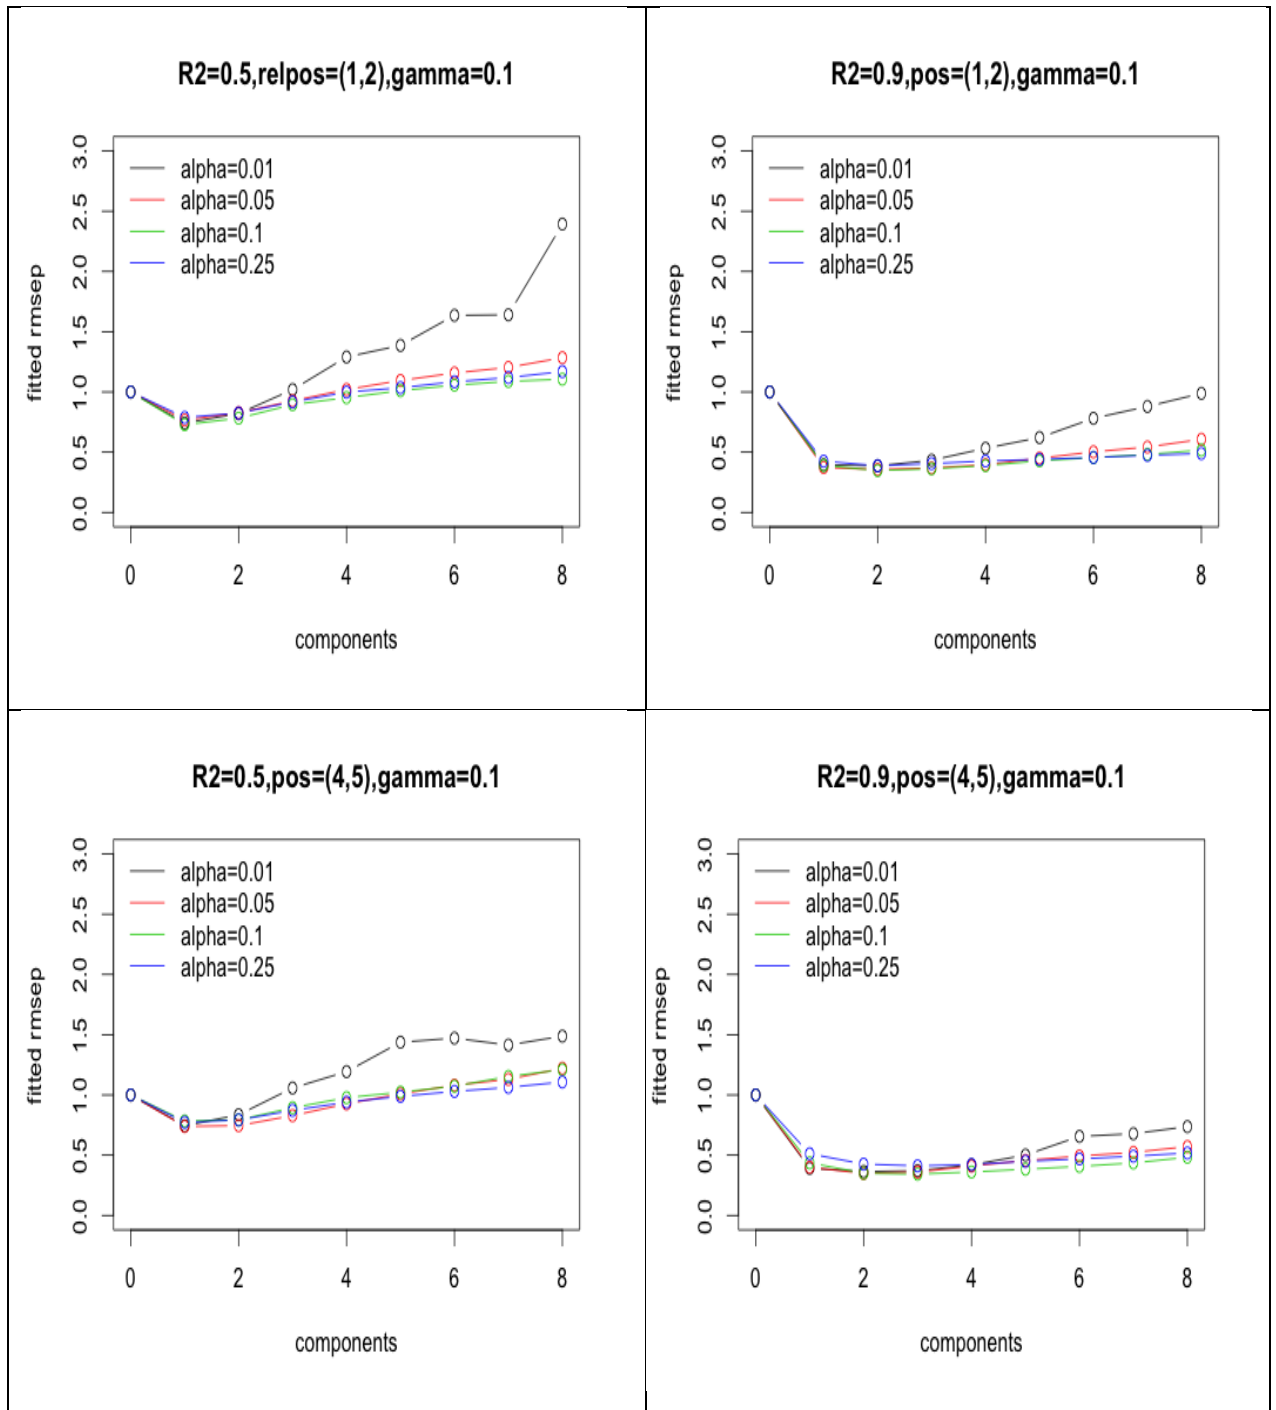 R2=0.5,relpos=(1,2),gamma=0.1
fitted rmsep
3.0
2.5
2.0
1.5
1.0
0.5
0.0
alpha=0.01
alpha=0.05
alpha=0.1
alpha=0.25
0 2 4 6 8
components
R2=0.9,pos=(1,2),gamma=0.1
fitted rmsep
3.0
2.5
2.0
1.5
1.0
0.5
0.0
alpha=0.01
alpha=0.05
alpha=0.1
alpha=0.25
0 2 4 6 8
components
R2=0.5,pos=(4,5),gamma=0.1
fitted rmsep
3.0
2.5
2.0
1.5
1.0
0.5
0.0
alpha=0.01
alpha=0.05
alpha=0.1
alpha=0.25
0 2 4 6 8
components
R2=0.9,pos=(4,5),gamma=0.1
fitted rmsep
3.0
2.5
2.0
1.5
1.0
0.5
0.0
alpha=0.01
alpha=0.05
alpha=0.1
alpha=0.25
0 2 4 6 8
components